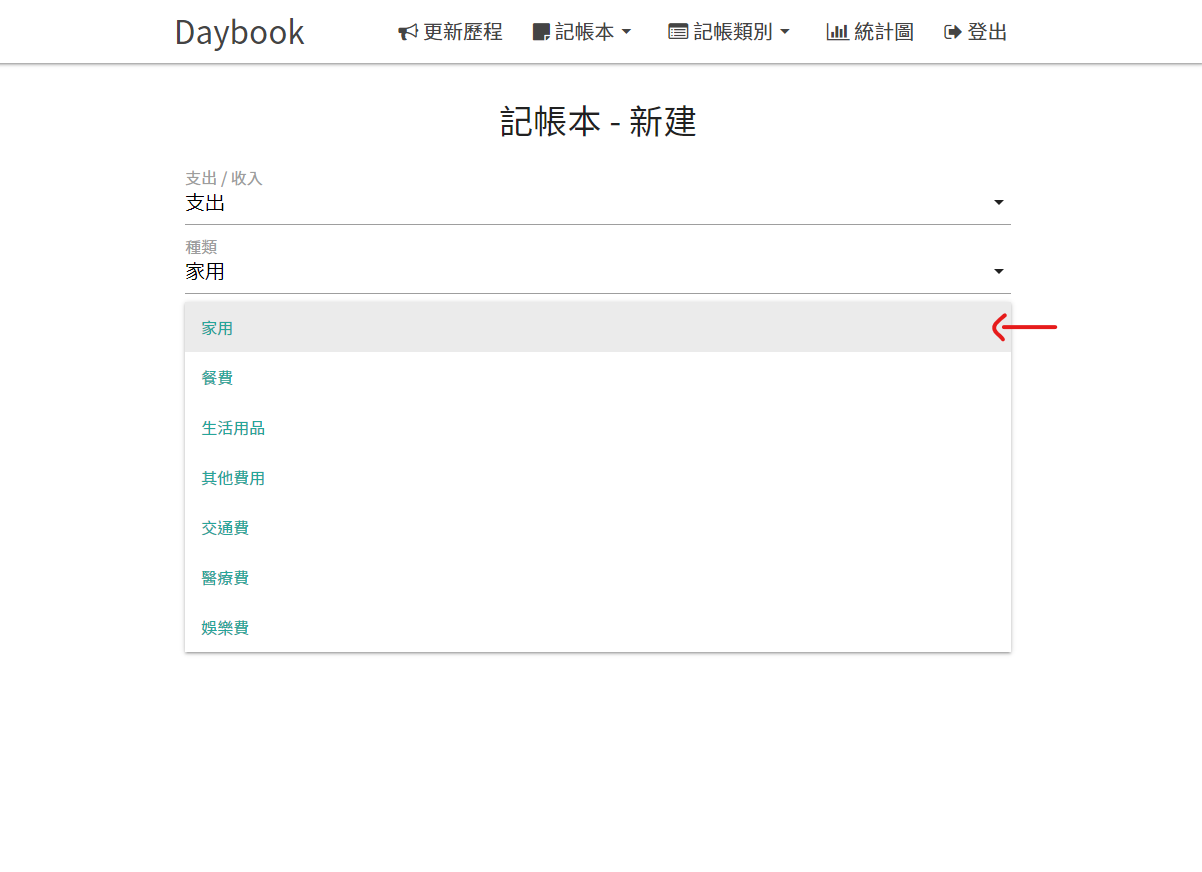 Daybook 更新歷程 記帳本 記帳類別 統計圖 登出
記帳本 - 新建
支出 / 收入
支出
種類
家用
家用
餐費
生活用品
其他費用
交通費
醫療費
娛樂費